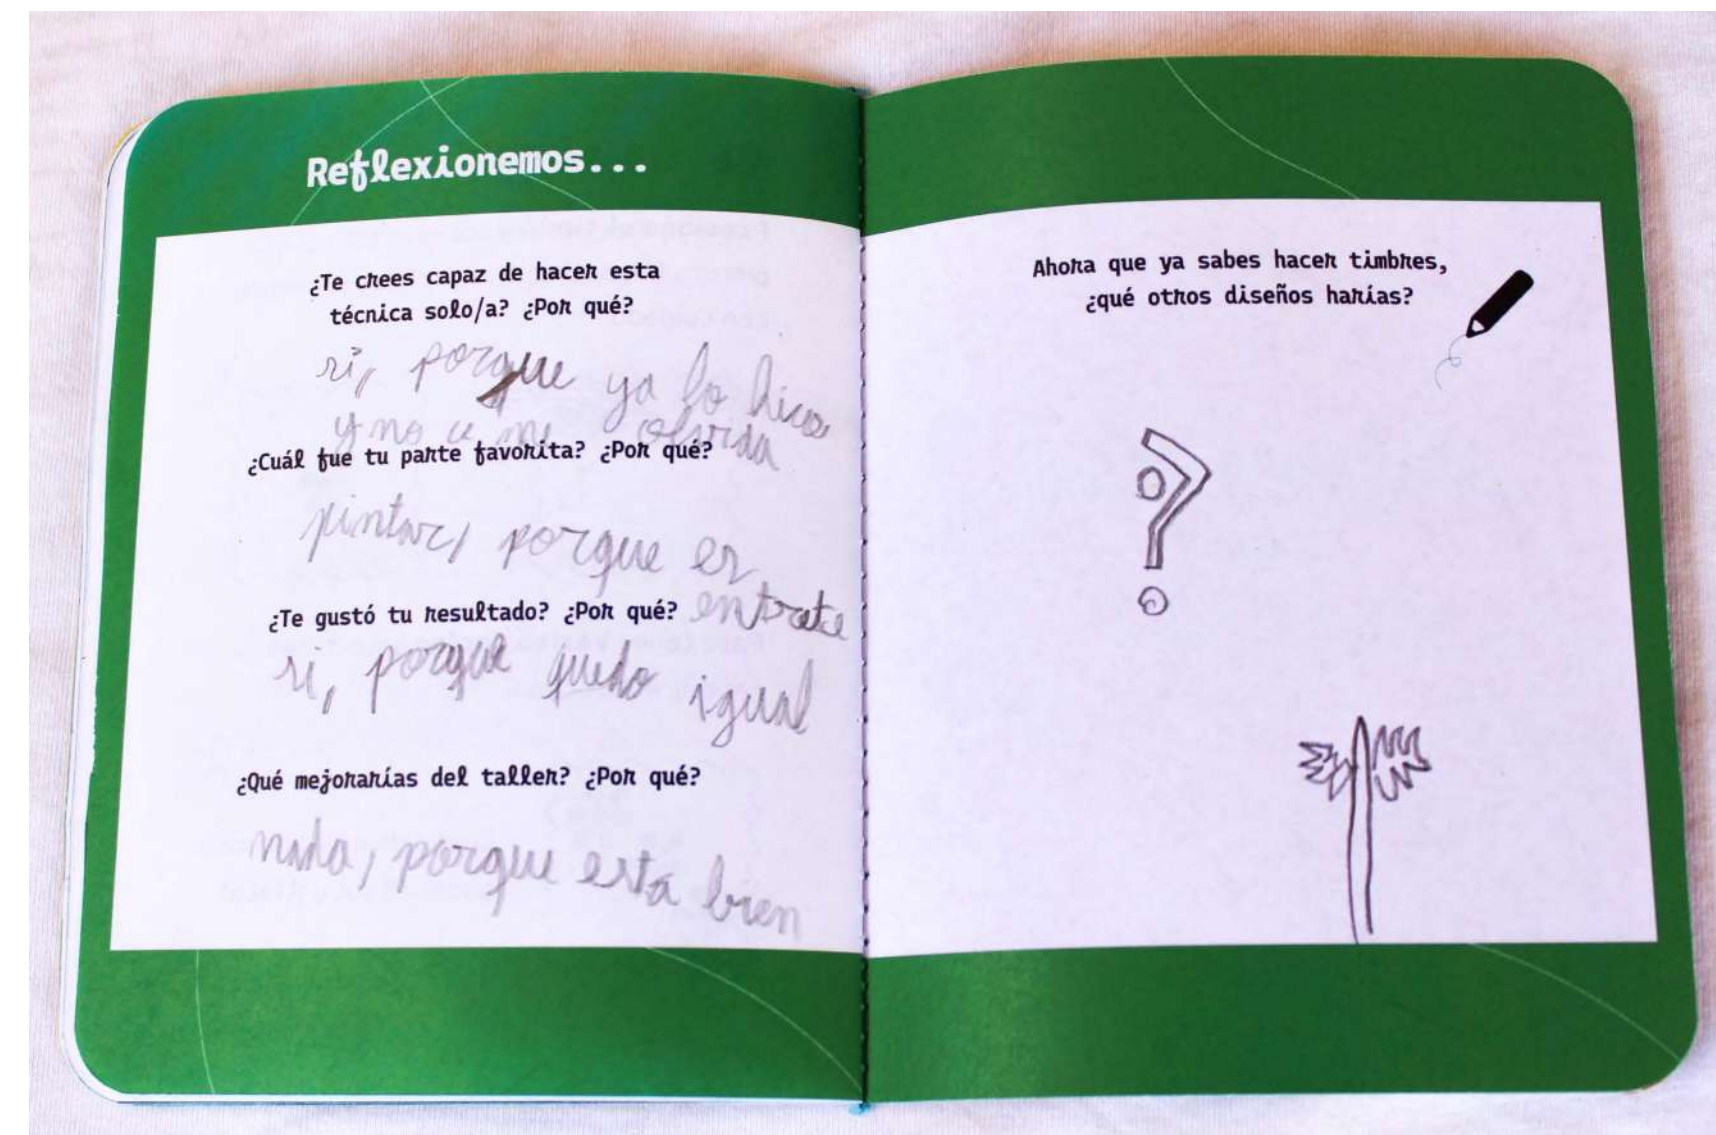 Reflexionemos...
¿Te crees capaz de hacer esta
técnica solo/a? ¿Por qué?
si, porque ya lo hice
y no ce me olvida
¿Cuál fue tu parte favorita? ¿Por qué?
pintar, porque es
entrete
¿Te gustó tu resultado? ¿Por qué?
si, porque quedo igual
¿Qué mejorarías del taller? ¿Por qué?
nada, porque está bien
Ahora que ya sabes hacer timbres,
¿qué otros diseños harías?